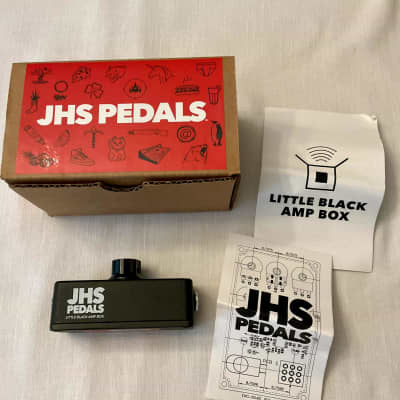 JHS PEDALS
LITTLE BLACK
AMP BOX
JHS
PEDALS
LITTLE BLACK AMP BOX
JHS
PEDALS